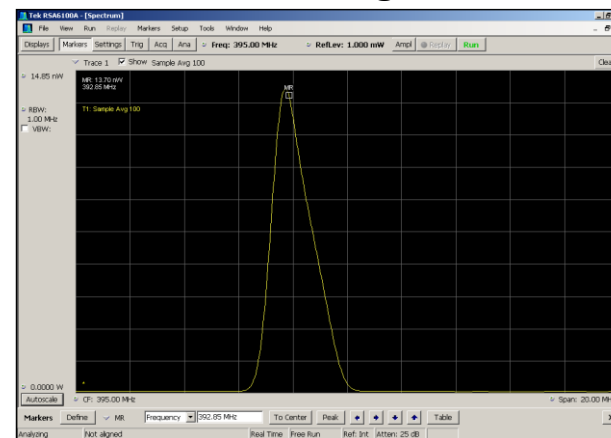 Tek RSA6100A - [Spectrum]
File View Run Replay Markers Setup Tools Window Help
Displays Markers Settings Trig Acq Ana Freq: 395.00 MHz RefLev: 1.000 mW Ampl Replay Run
Trace 1 Show Sample Avg 100 Clea
14.85 nW
MR: 13.70 nW
392.85 MHz
MR
RBW:
1.00 MHz
VBW:
T1: Sample Avg 100
0.0000 W
Autoscale CF: 395.00 MHz Span: 20.00 MH
Markers Define MR Frequency 392.85 MHz To Center Peak Table
Analyzing Not aligned Real Time Free Run Ref: Int Atten: 25 dB